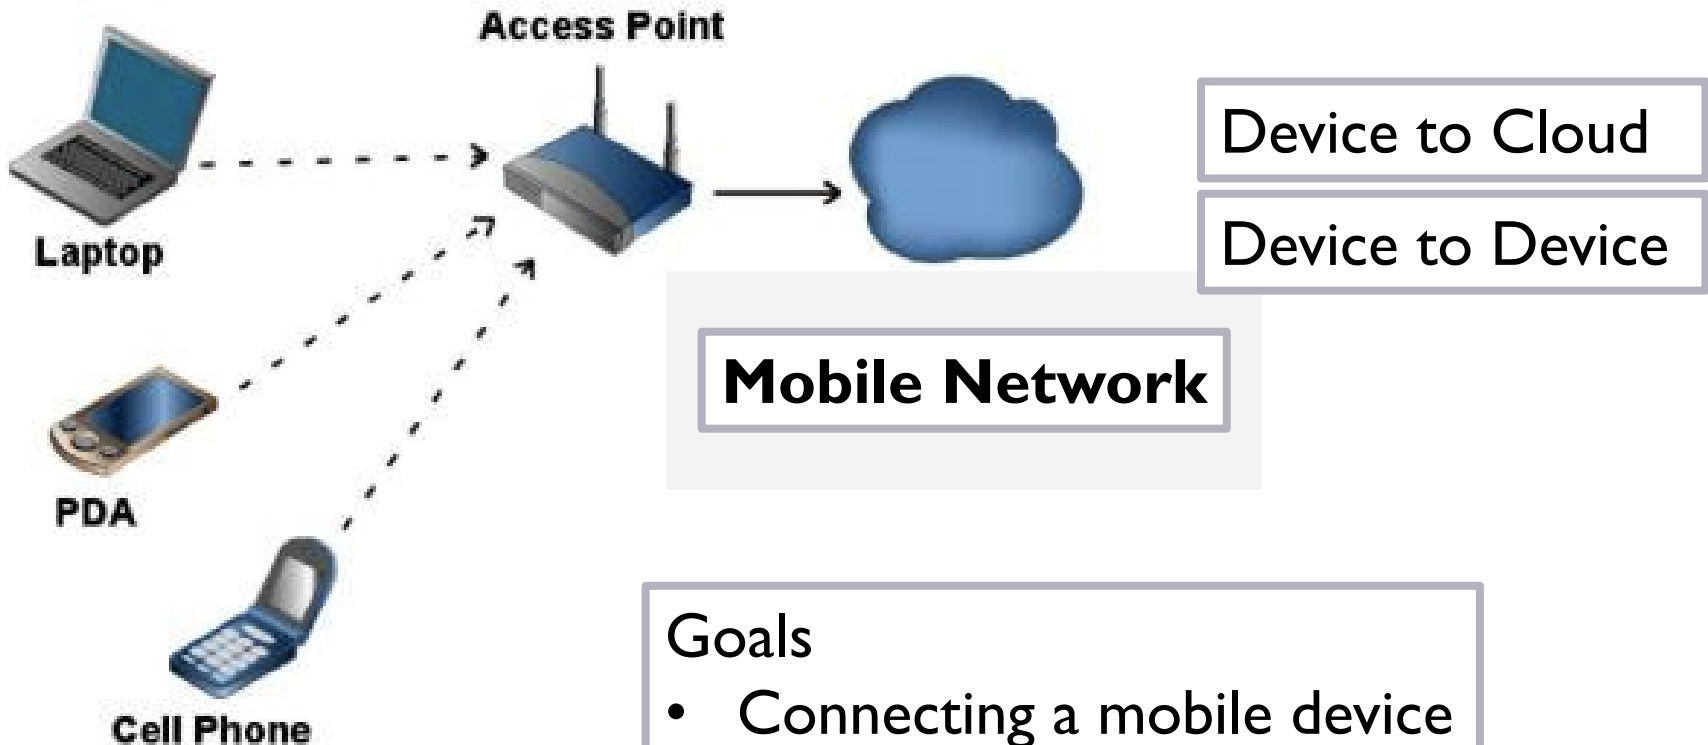 Access Point
Device to Cloud
Laptop
Device to Device
Mobile Network
PDA
Goals
• Connecting a mobile device
Cell Phone